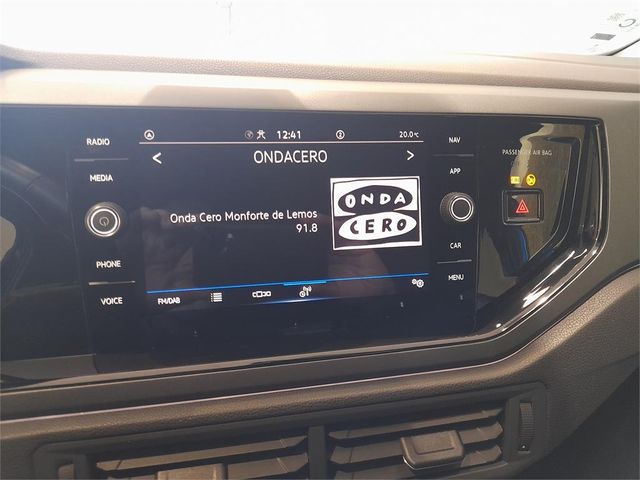 RADIO
12:41
20.0°C
NAV
<
ONDACERO
>
MEDIA
APP
PASSENGER AIR BAG
Onda Cero Monforte de Lemos
91.8
ONDA
CERO
PHONE
CAR
VOICE
MENU
FM/DAB